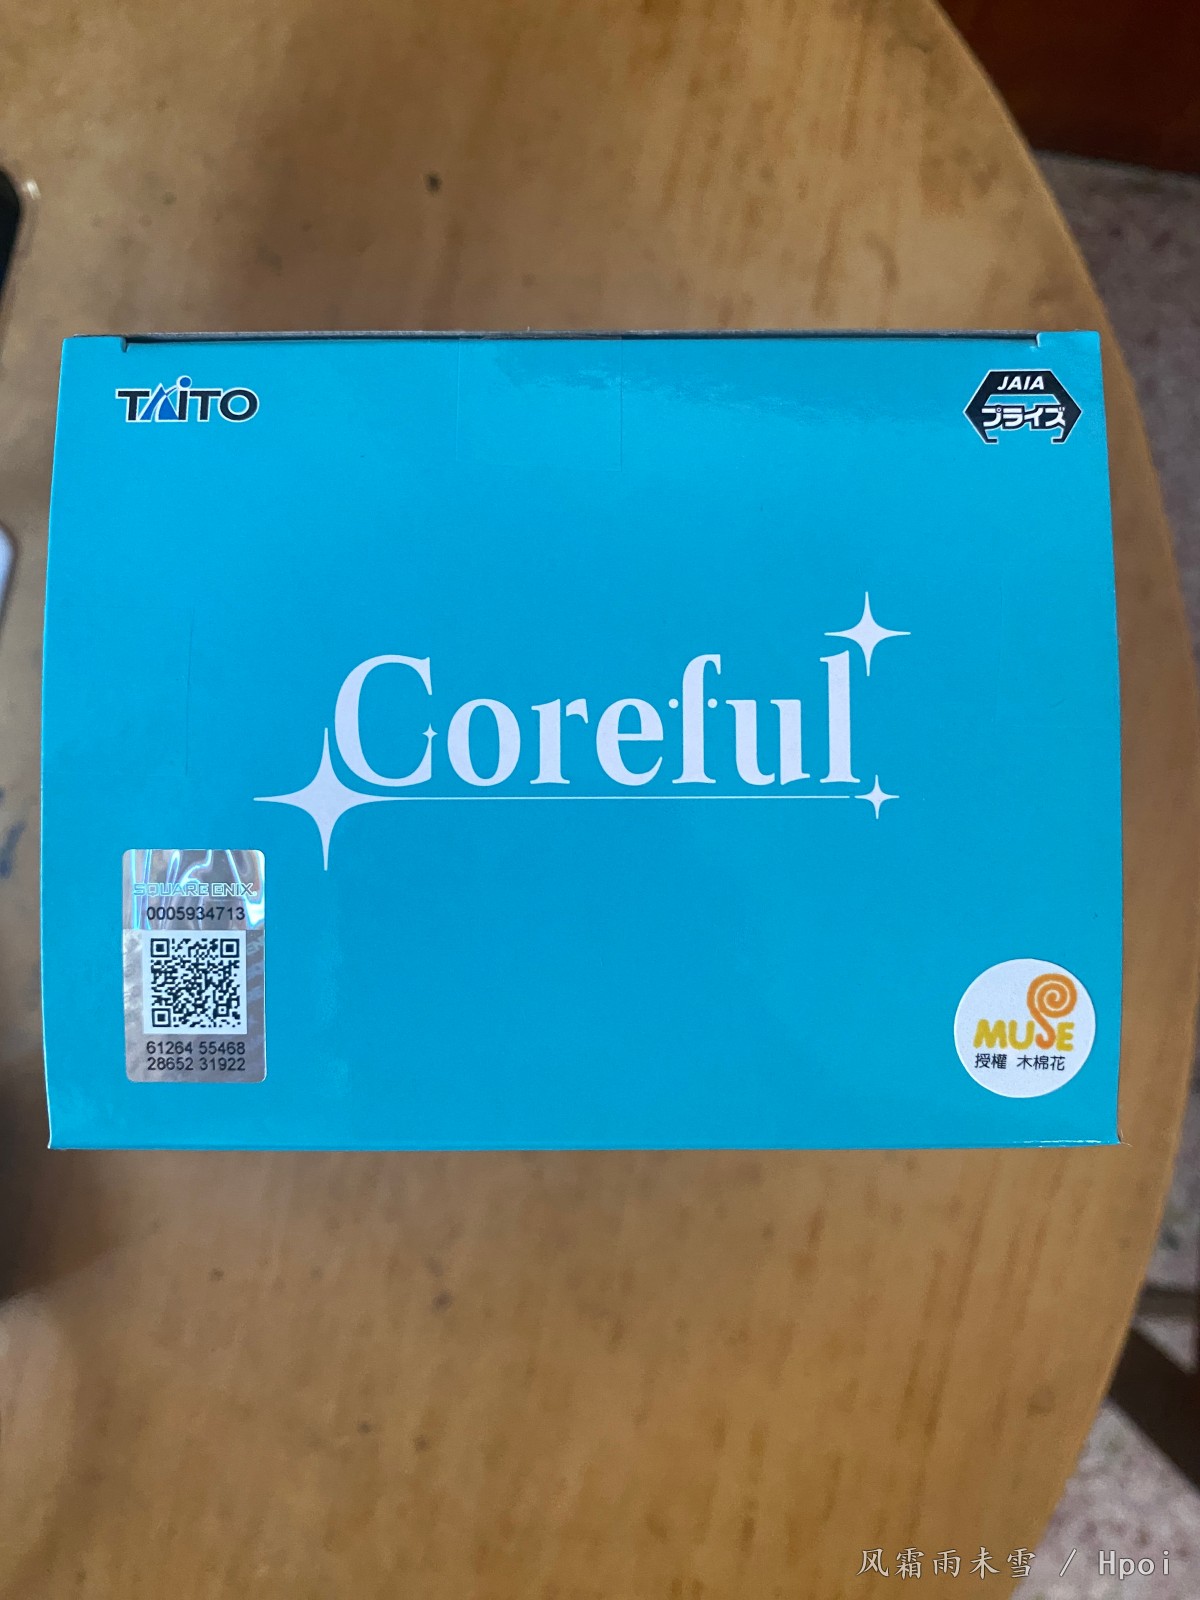 TAITO
JAIA
プライズ
Coreful
SQUARE ENIX
0005934713
61264 55468
28652 31922
MUSE
授權 木棉花
风霜雨未雪 / Hpoi